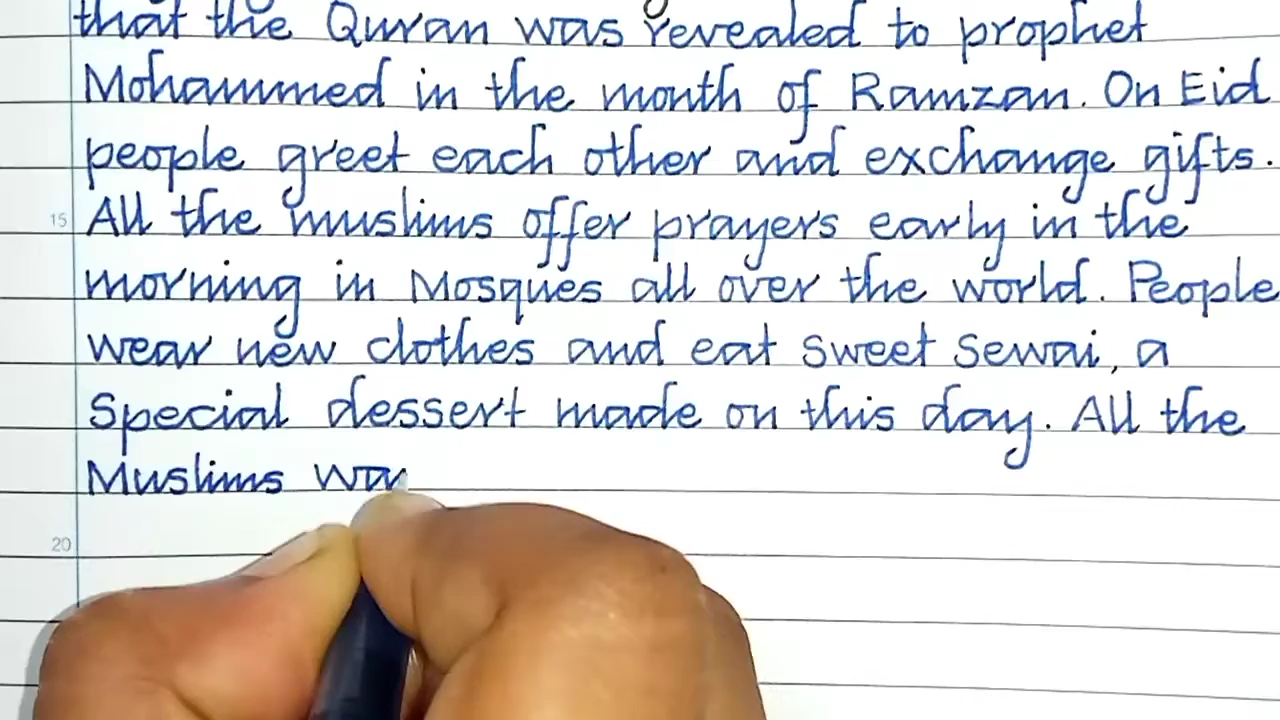 that the Quran was revealed to prophet
Mohammed in the month of Ramzan. On Eid
people greet each other and exchange gifts.
15 All the muslims offer prayers early in the
morning in Mosques all over the world. People
wear new clothes and eat sweet sewai, a
special dessert made on this day. All the
Muslims
20